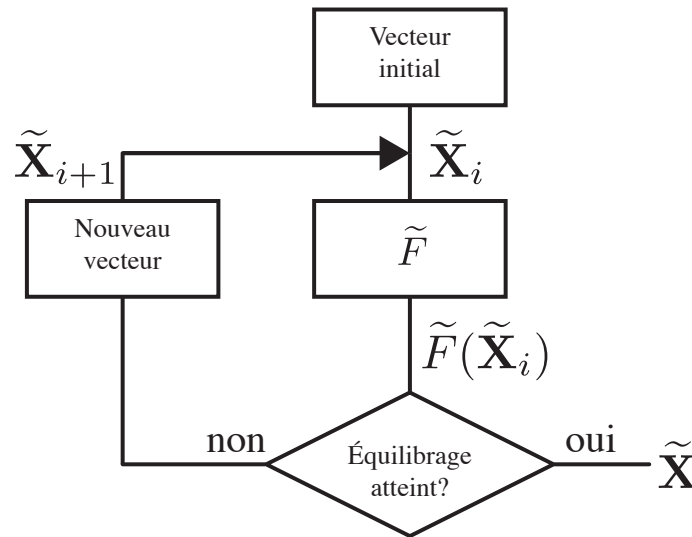 Vecteur
initial
X̃ᵢ₊₁
X̃ᵢ
Nouveau
vecteur
F̃
F̃(X̃ᵢ)
non
oui
Équilibrage
atteint?
X̃